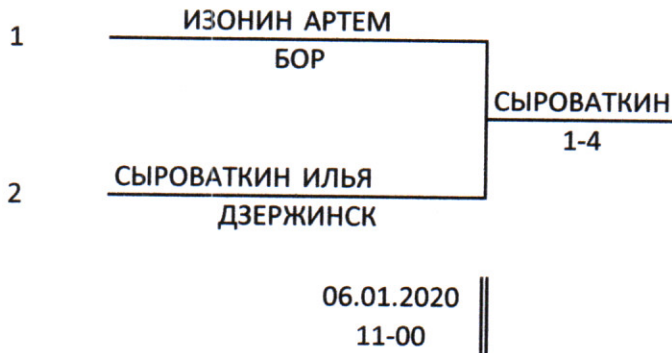 1
ИЗОНИН АРТЕМ
БОР
СЫРОВАТКИН
1-4
2
СЫРОВАТКИН ИЛЬЯ
ДЗЕРЖИНСК
06.01.2020
11-00